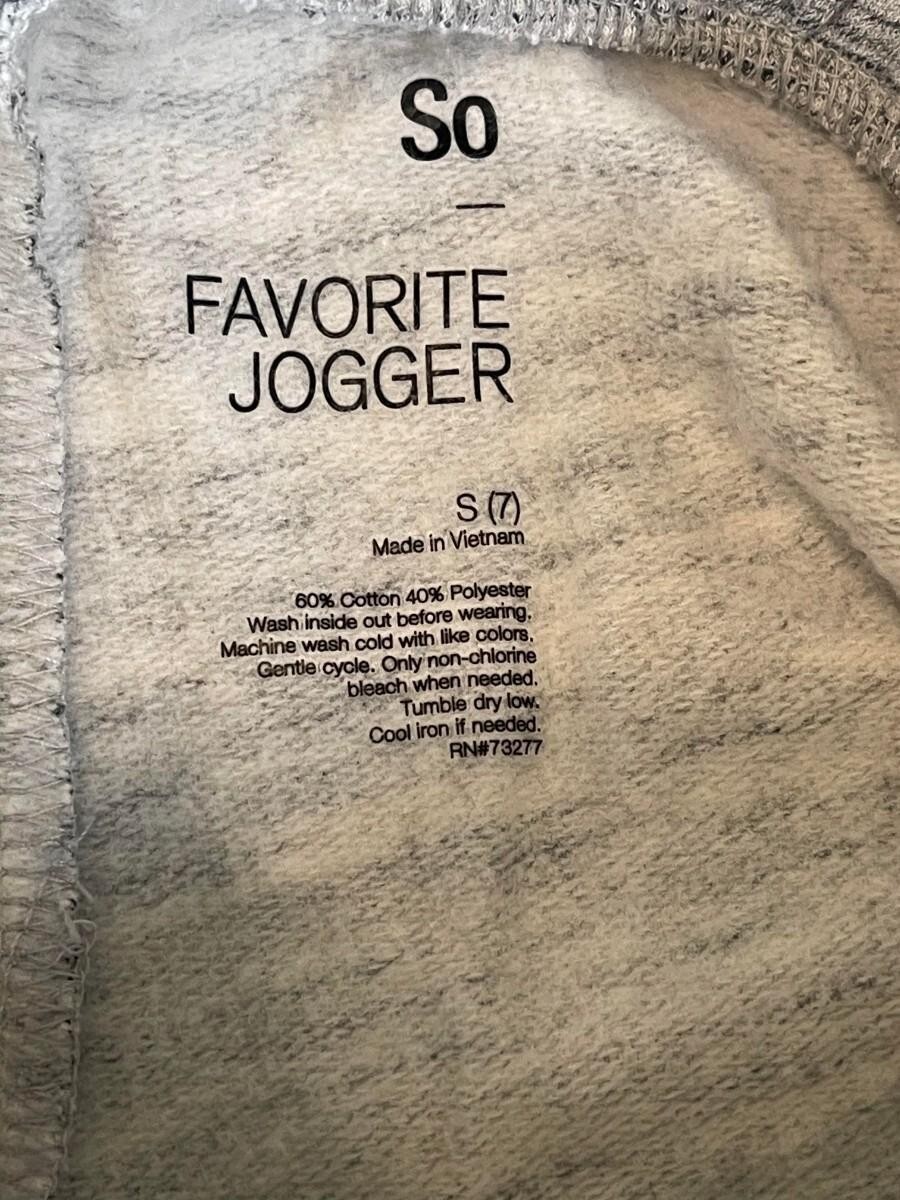 So
—
FAVORITE
JOGGER
S (7)
Made in Vietnam
60% Cotton 40% Polyester
Wash inside out before wearing.
Machine wash cold with like colors.
Gentle cycle. Only non-chlorine
bleach when needed.
Tumble dry low.
Cool iron if needed.
RN#73277